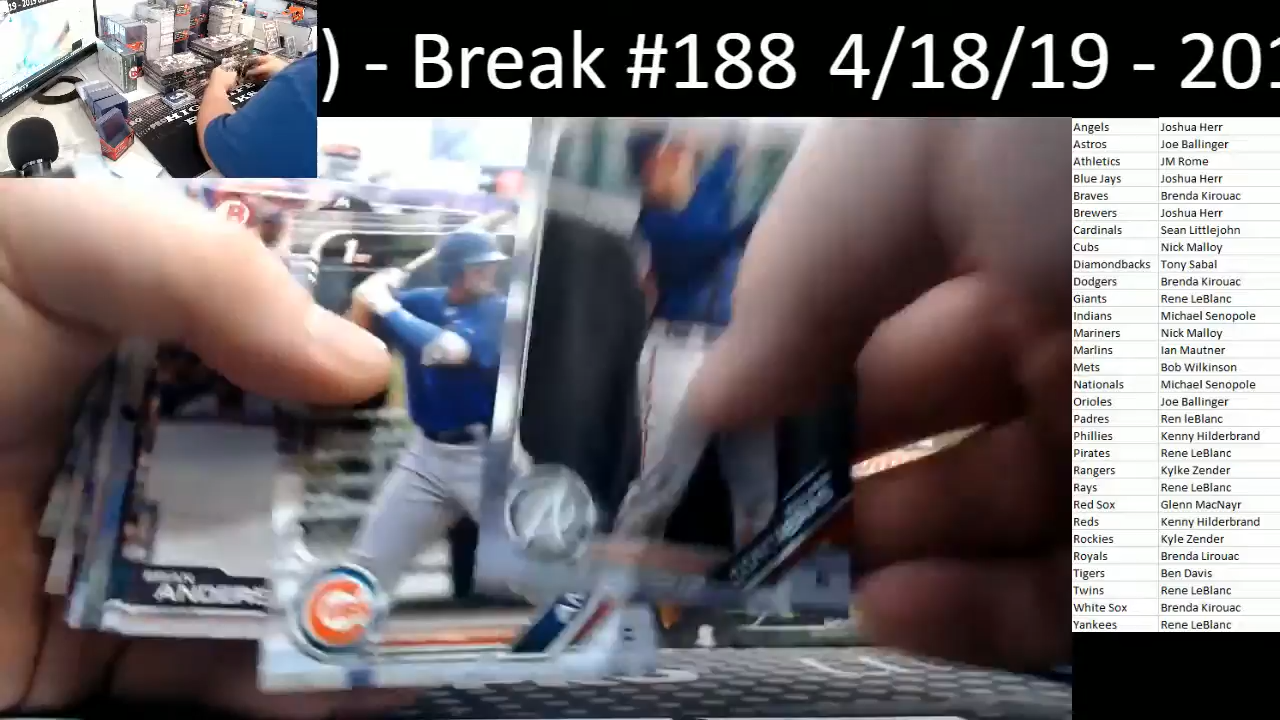 ) - Break #188 4/18/19 - 201
Angels Joshua Herr
Astros Joe Ballinger
Athletics JM Rome
Blue Jays Joshua Herr
Braves Brenda Kirouac
Brewers Joshua Herr
Cardinals Sean Littlejohn
Cubs Nick Malloy
Diamondbacks Tony Sabal
Dodgers Brenda Kirouac
Giants Rene LeBlanc
Indians Michael Senopole
Mariners Nick Malloy
Marlins Ian Mautner
Mets Bob Wilkinson
Nationals Michael Senopole
Orioles Joe Ballinger
Padres Ren leBlanc
Phillies Kenny Hilderbrand
Pirates Rene LeBlanc
Rangers Kylke Zender
Rays Rene LeBlanc
Red Sox Glenn MacNayr
Reds Kenny Hilderbrand
Rockies Kyle Zender
Royals Brenda Lirouac
Tigers Ben Davis
Twins Rene LeBlanc
White Sox Brenda Kirouac
Yankees Rene LeBlanc
1st